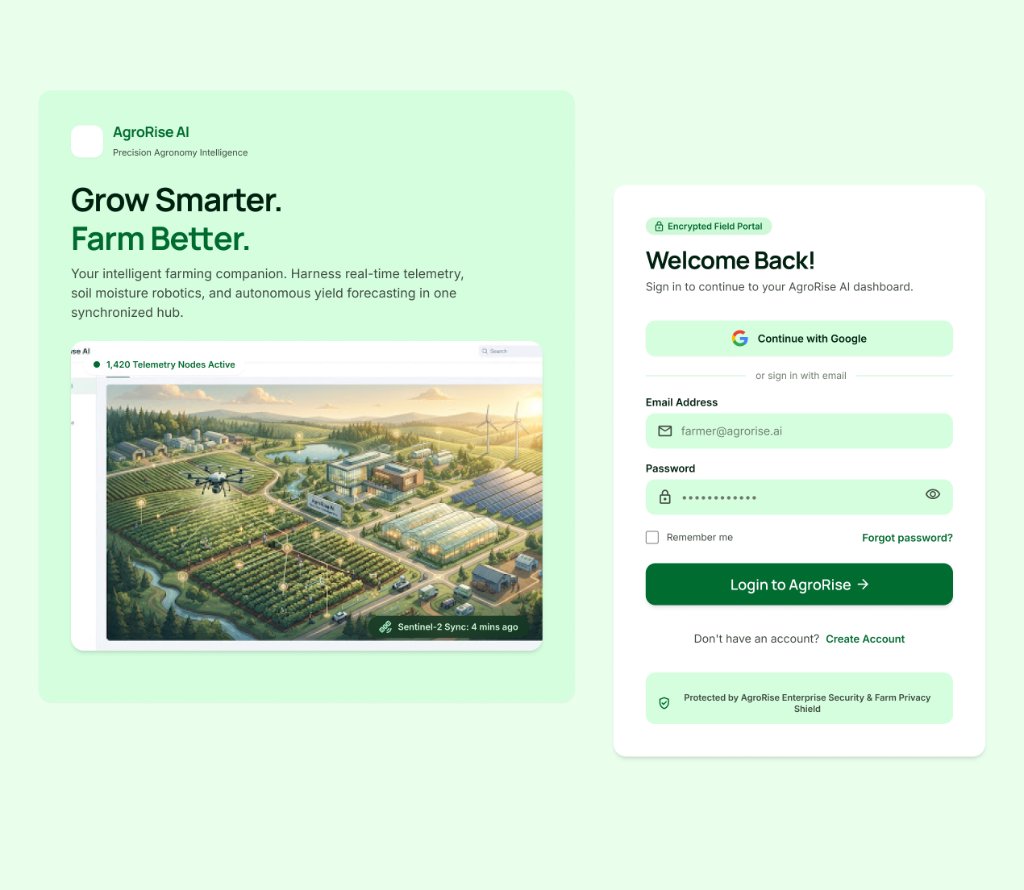 AgroRise AI
Precision Agronomy Intelligence
Grow Smarter.
Farm Better.
Your intelligent farming companion. Harness real-time telemetry,
soil moisture robotics, and autonomous yield forecasting in one
synchronized hub.
ise AI
Search
1,420 Telemetry Nodes Active
AgroRise AI
Sentinel-2 Sync: 4 mins ago
Encrypted Field Portal
Welcome Back!
Sign in to continue to your AgroRise AI dashboard.
Continue with Google
or sign in with email
Email Address
farmer@agrorise.ai
Password
Remember me
Forgot password?
Login to AgroRise →
Don't have an account? Create Account
Protected by AgroRise Enterprise Security & Farm Privacy
Shield